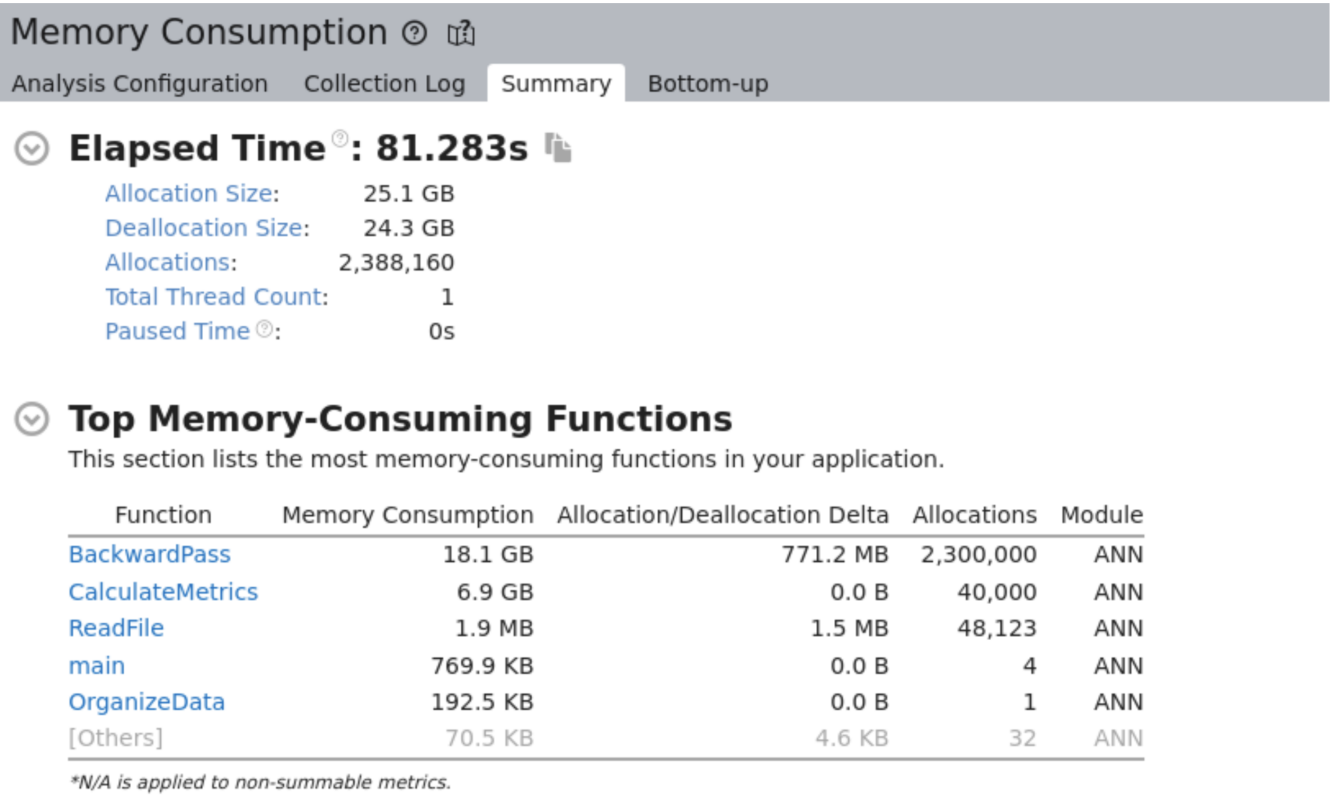 Memory Consumption
Analysis Configuration Collection Log Summary Bottom-up
Elapsed Time : 81.283s
Allocation Size: 25.1 GB
Deallocation Size: 24.3 GB
Allocations: 2,388,160
Total Thread Count: 1
Paused Time : 0s
Top Memory-Consuming Functions
This section lists the most memory-consuming functions in your application.
Function Memory Consumption Allocation/Deallocation Delta Allocations Module
BackwardPass 18.1 GB 771.2 MB 2,300,000 ANN
CalculateMetrics 6.9 GB 0.0 B 40,000 ANN
ReadFile 1.9 MB 1.5 MB 48,123 ANN
main 769.9 KB 0.0 B 4 ANN
OrganizeData 192.5 KB 0.0 B 1 ANN
[Others] 70.5 KB 4.6 KB 32 ANN
*N/A is applied to non-summable metrics.